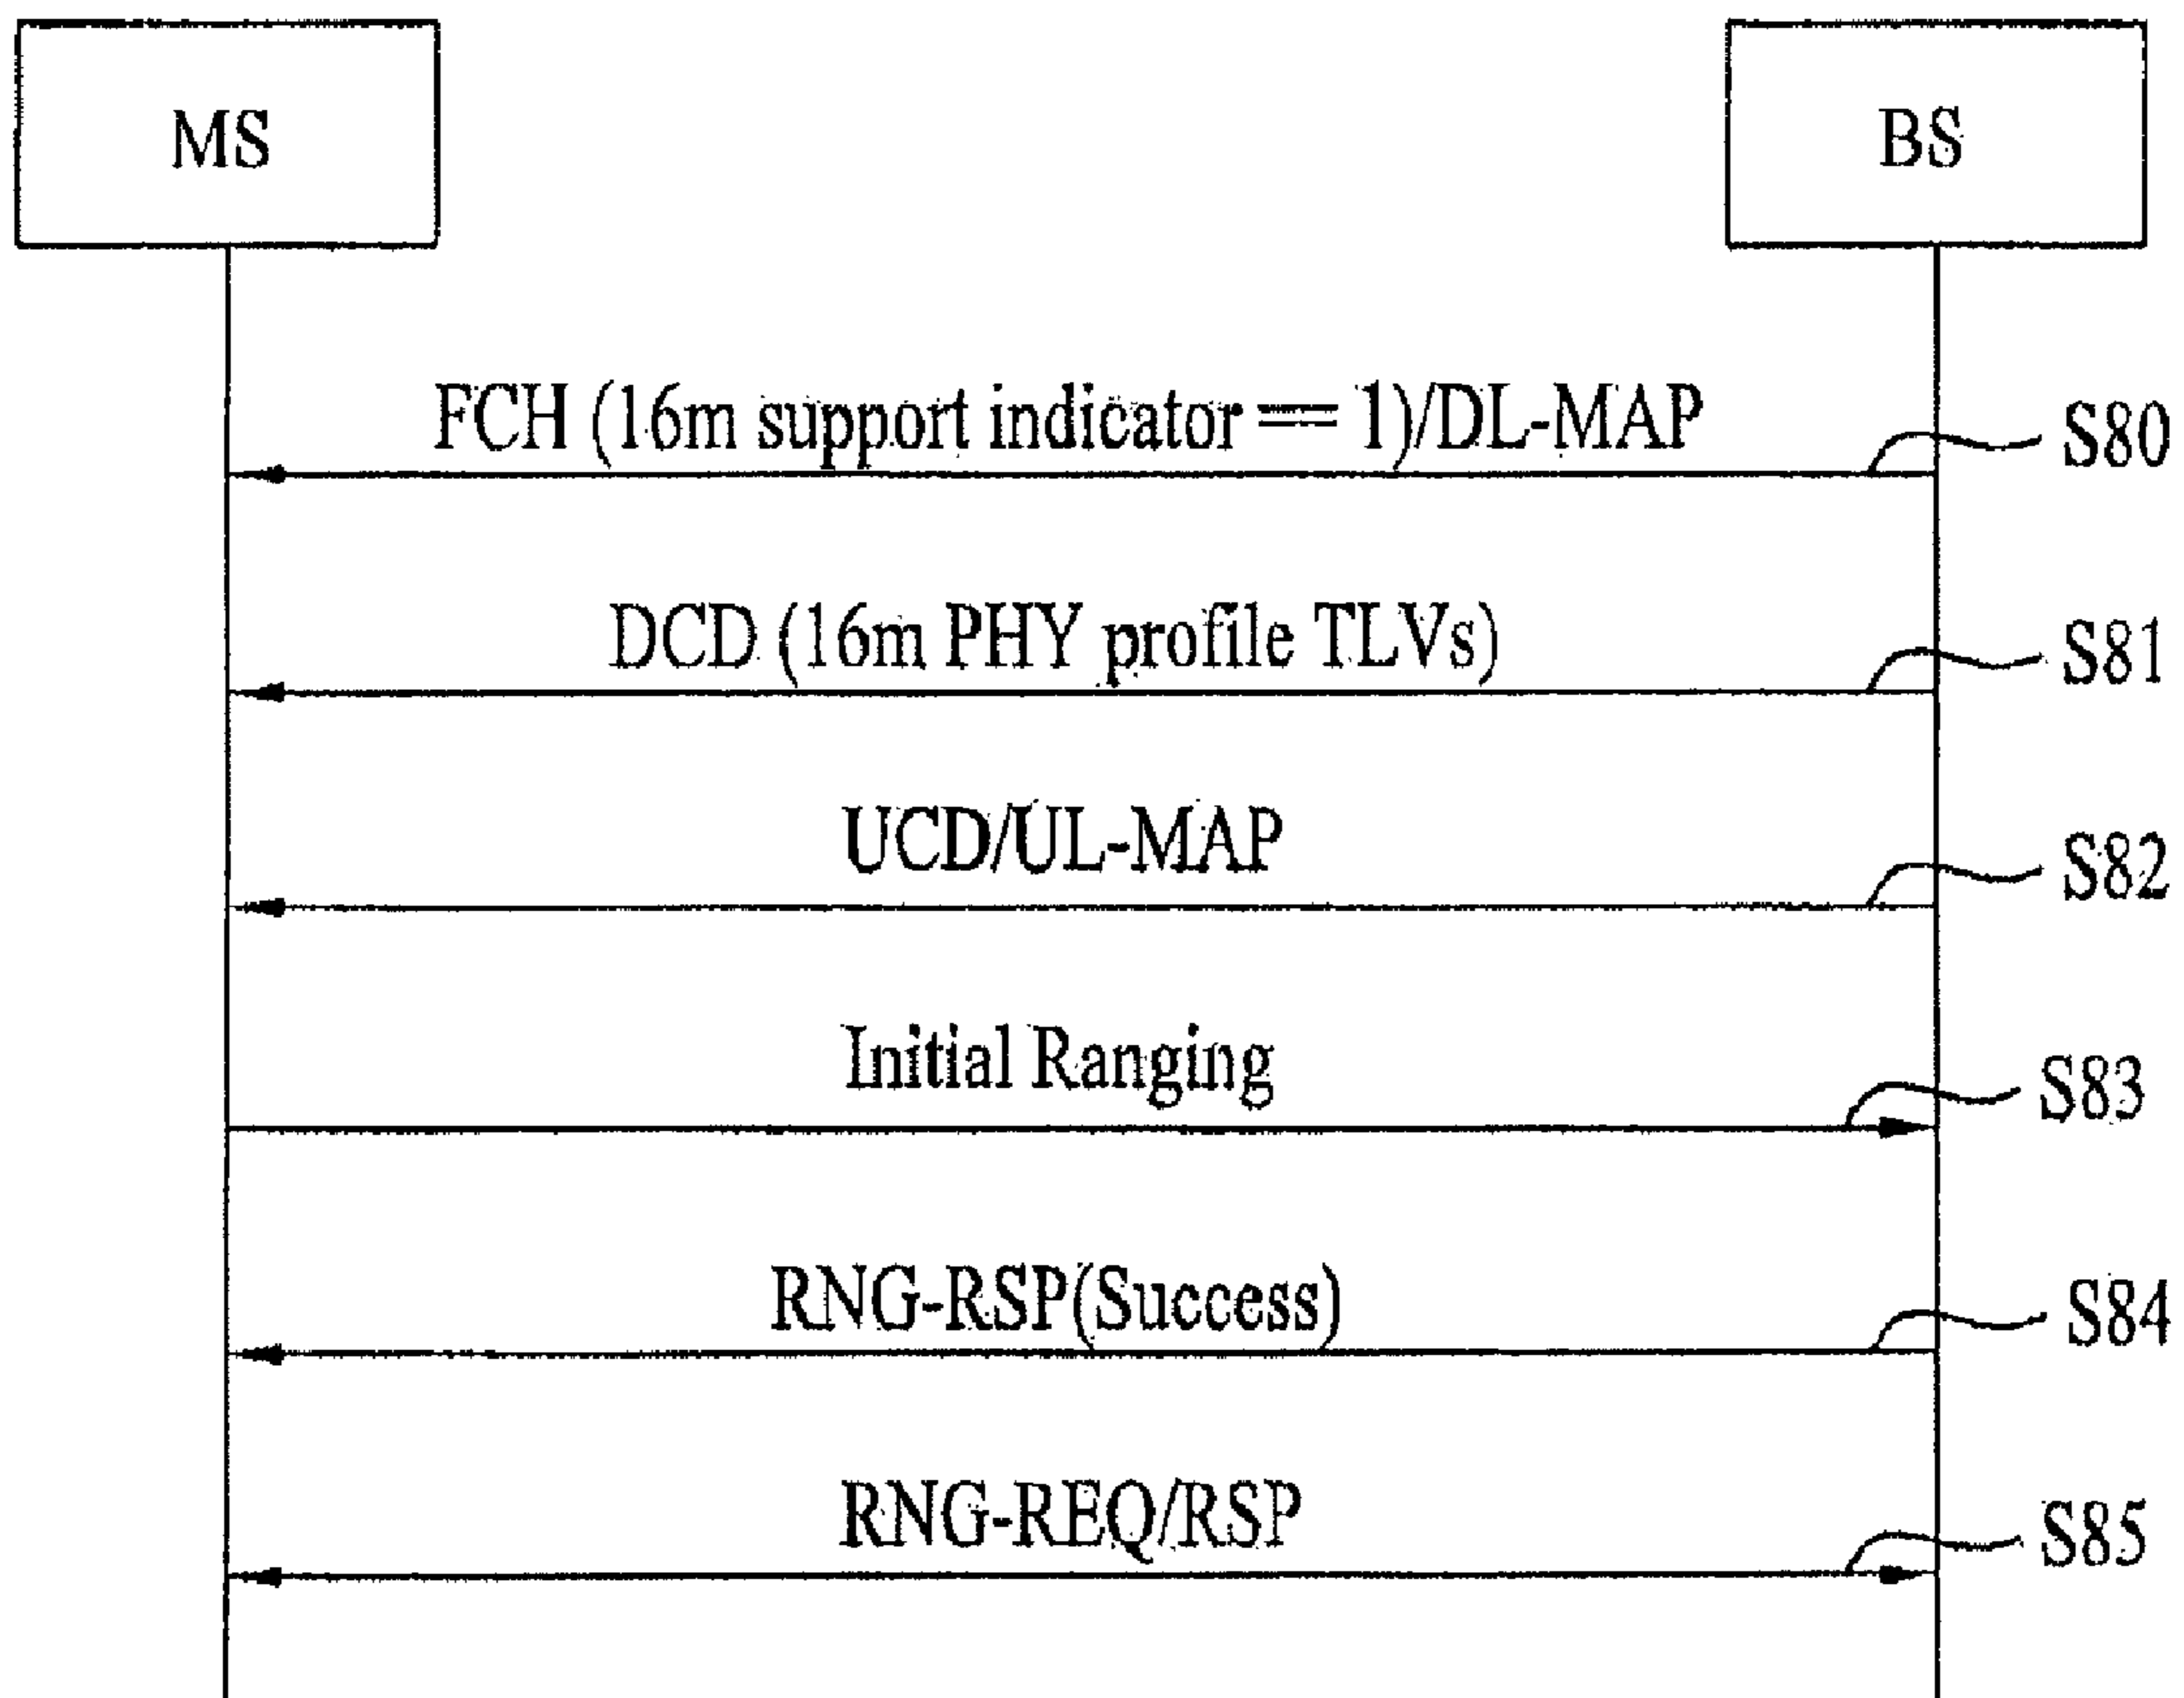 MS
BS
FCH (16m support indicator == 1)/DL-MAP
S80
DCD (16m PHY profile TLVs)
S81
UCD/UL-MAP
S82
Initial Ranging
S83
RNG-RSP(Success)
S84
RNG-REQ/RSP
S85